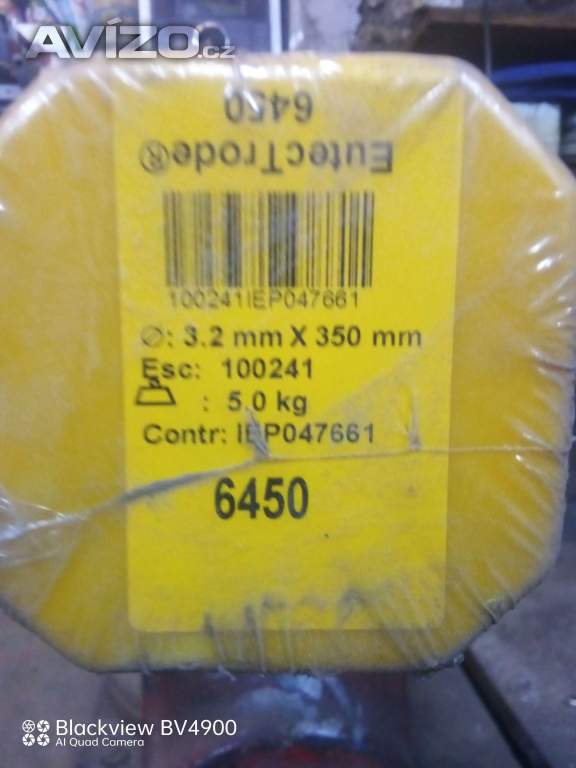 AVÍZO.cz
6450
EutecTrode®
100241IEP047661
∅: 3.2 mm X 350 mm
Esc: 100241
: 5.0 kg
Contr: IEP047661
6450
Blackview BV4900
AI Quad Camera